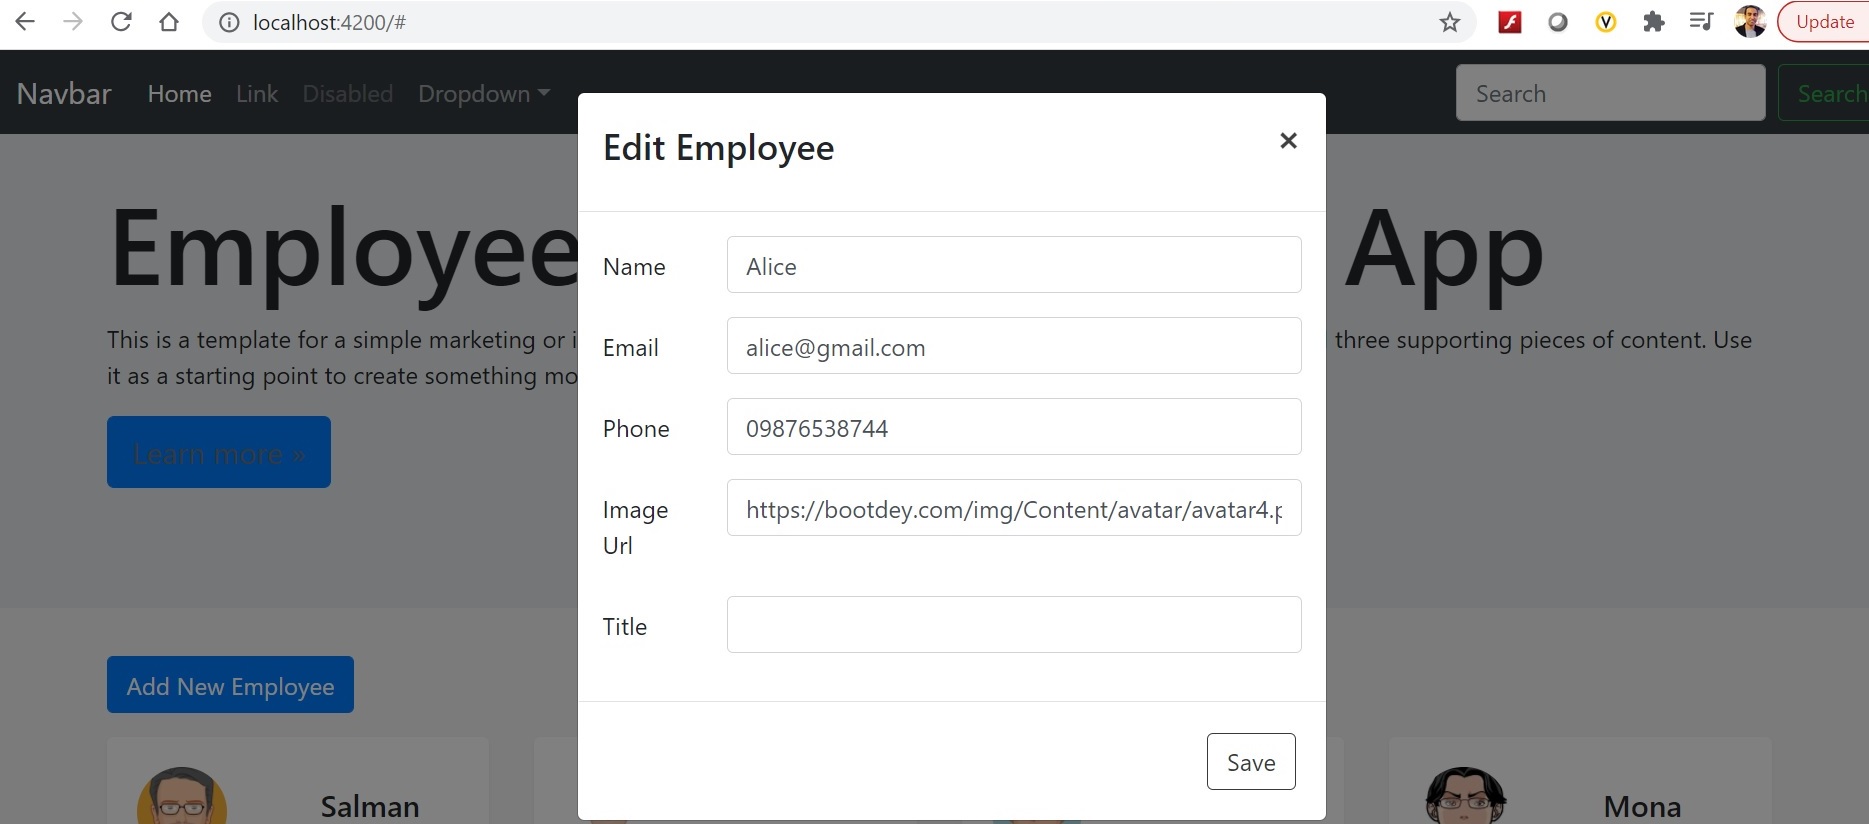 localhost:4200/#
Update
Navbar Home Link Disabled Dropdown
Search
Search
Edit Employee
Employee
App
This is a template for a simple marketing or
three supporting pieces of content. Use
it as a starting point to create something
Learn more »
Name
Alice
Email
alice@gmail.com
Phone
09876538744
Image
Url
https://bootdey.com/img/Content/avatar/avatar4.p
Title
Add New Employee
Save
Salman
Mona